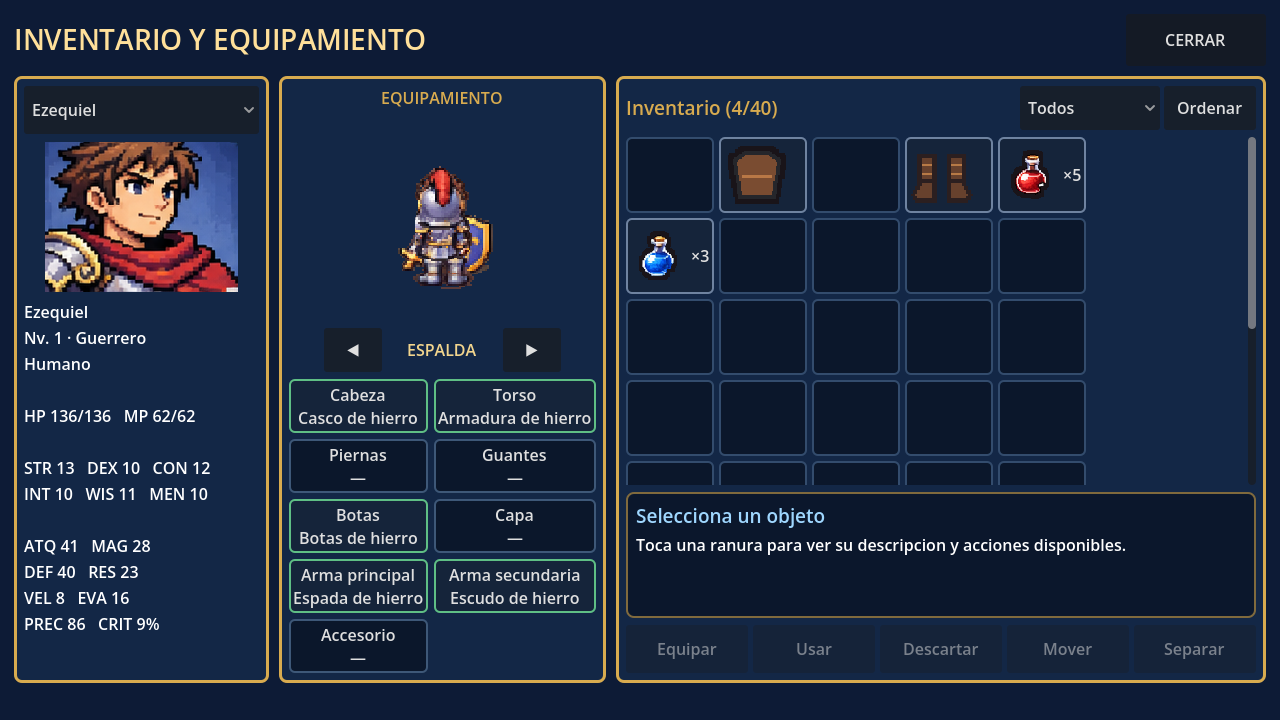 INVENTARIO Y EQUIPAMIENTO
CERRAR
Ezequiel
Ezequiel
Nv. 1 · Guerrero
Humano
HP 136/136 MP 62/62
STR 13 DEX 10 CON 12
INT 10 WIS 11 MEN 10
ATQ 41 MAG 28
DEF 40 RES 23
VEL 8 EVA 16
PREC 86 CRIT 9%
EQUIPAMIENTO
◀ ESPALDA ▶
Cabeza
Casco de hierro
Torso
Armadura de hierro
Piernas
—
Guantes
—
Botas
Botas de hierro
Capa
—
Arma principal
Espada de hierro
Arma secundaria
Escudo de hierro
Accesorio
—
Inventario (4/40)
Todos
Ordenar
×5
×3
Selecciona un objeto
Toca una ranura para ver su descripcion y acciones disponibles.
Equipar
Usar
Descartar
Mover
Separar